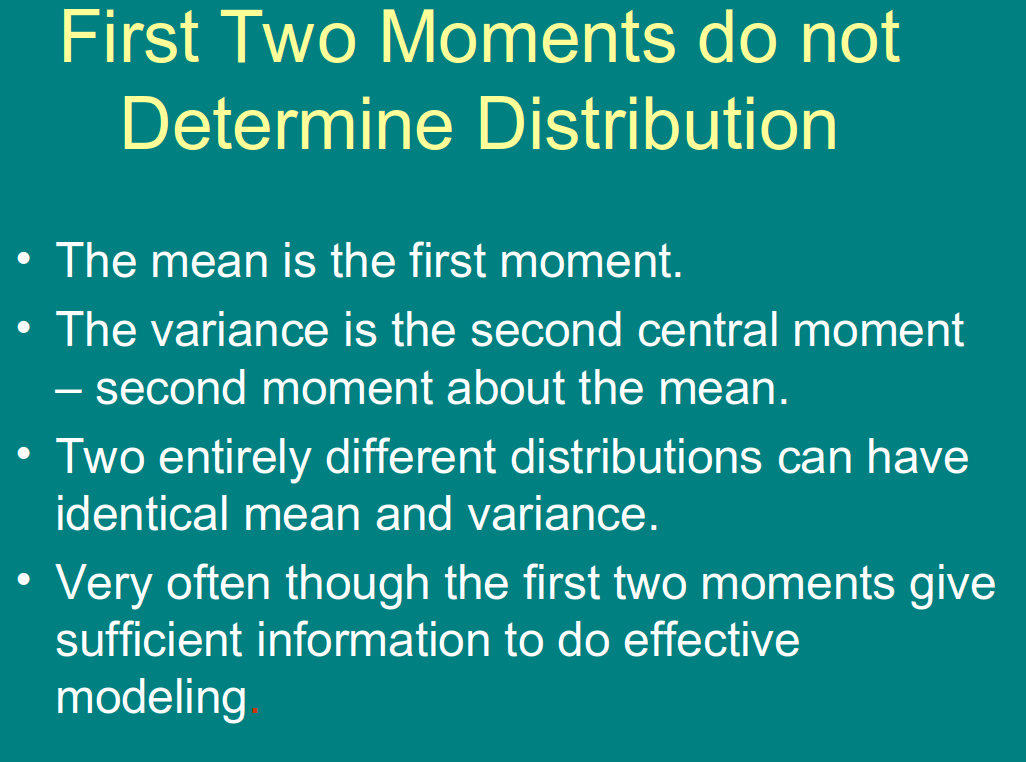 First Two Moments do not
Determine Distribution
• The mean is the first moment.
• The variance is the second central moment
– second moment about the mean.
• Two entirely different distributions can have
identical mean and variance.
• Very often though the first two moments give
sufficient information to do effective
modeling.